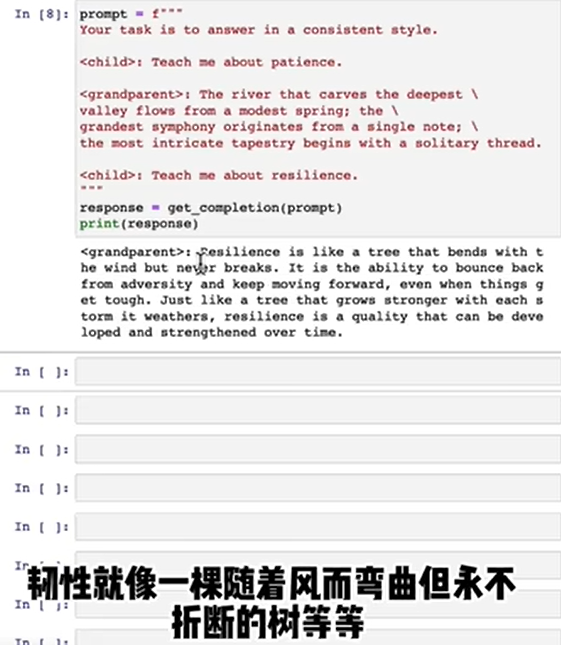 In [8]: prompt = f"""
Your task is to answer in a consistent style.
<child>: Teach me about patience.
<grandparent>: The river that carves the deepest \
valley flows from a modest spring; the \
grandest symphony originates from a single note; \
the most intricate tapestry begins with a solitary thread.
<child>: Teach me about resilience.
"""
response = get_completion(prompt)
print(response)
<grandparent>: Resilience is like a tree that bends with t
he wind but never breaks. It is the ability to bounce back
from adversity and keep moving forward, even when things g
et tough. Just like a tree that grows stronger with each s
torm it weathers, resilience is a quality that can be deve
loped and strengthened over time.
In [ ]:
In [ ]:
In [ ]:
In [ ]:
In [ ]:
In [ ]:
韧性就像一棵随着风而弯曲但永不
In [ ]:
折断的树等等
In [ ]: